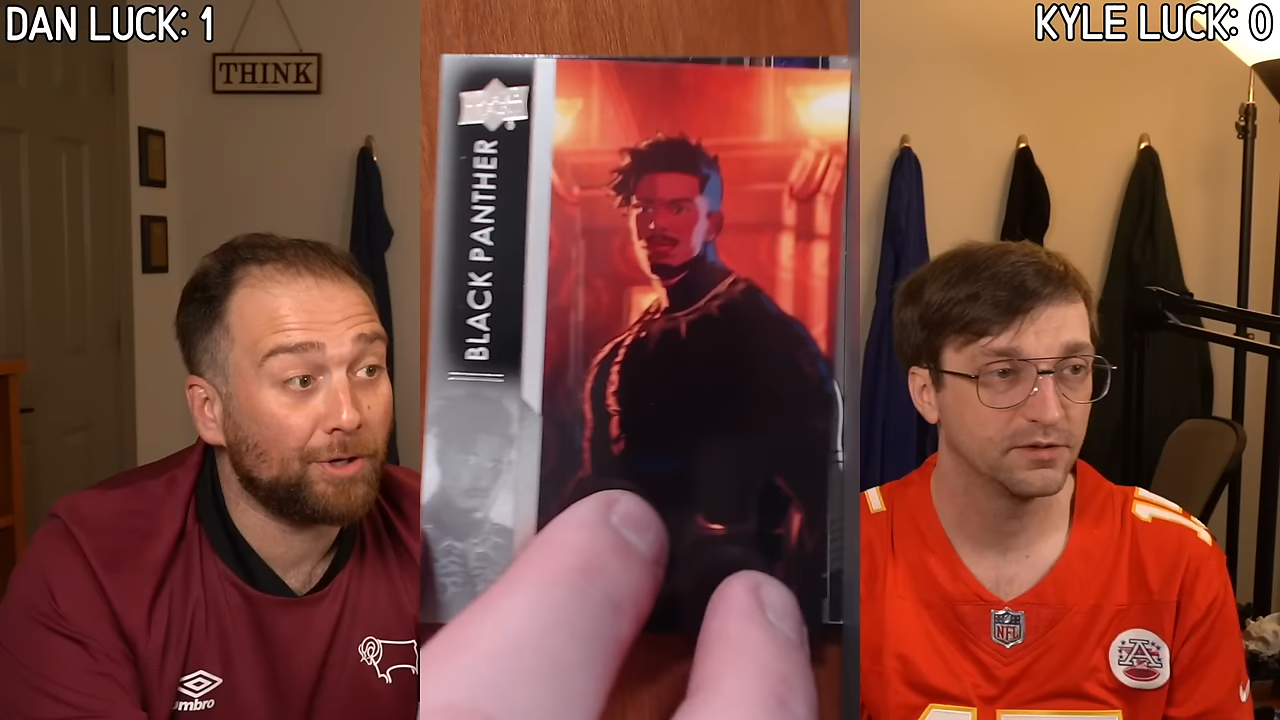 DAN LUCK: 1
KYLE LUCK: 0
THINK
BLACK PANTHER
umbro
NFL
A